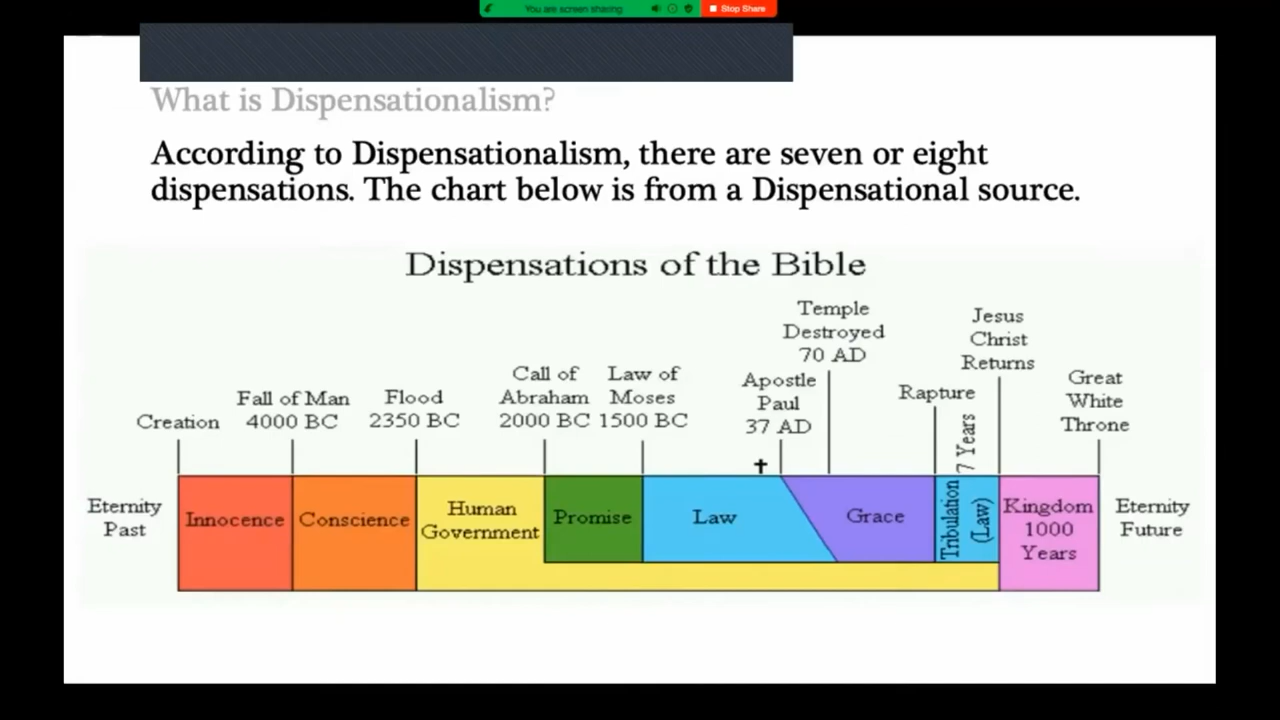 You are screen sharing
Stop Share
What is Dispensationalism?
According to Dispensationalism, there are seven or eight
dispensations. The chart below is from a Dispensational source.
Dispensations of the Bible
Creation
Fall of Man
4000 BC
Flood
2350 BC
Call of
Abraham
2000 BC
Law of
Moses
1500 BC
Apostle
Paul
37 AD
Temple
Destroyed
70 AD
Rapture
7 Years
Jesus
Christ
Returns
Great
White
Throne
Eternity
Past
Innocence
Conscience
Human
Government
Promise
Law
Grace
Tribulation
(Law)
Kingdom
1000
Years
Eternity
Future